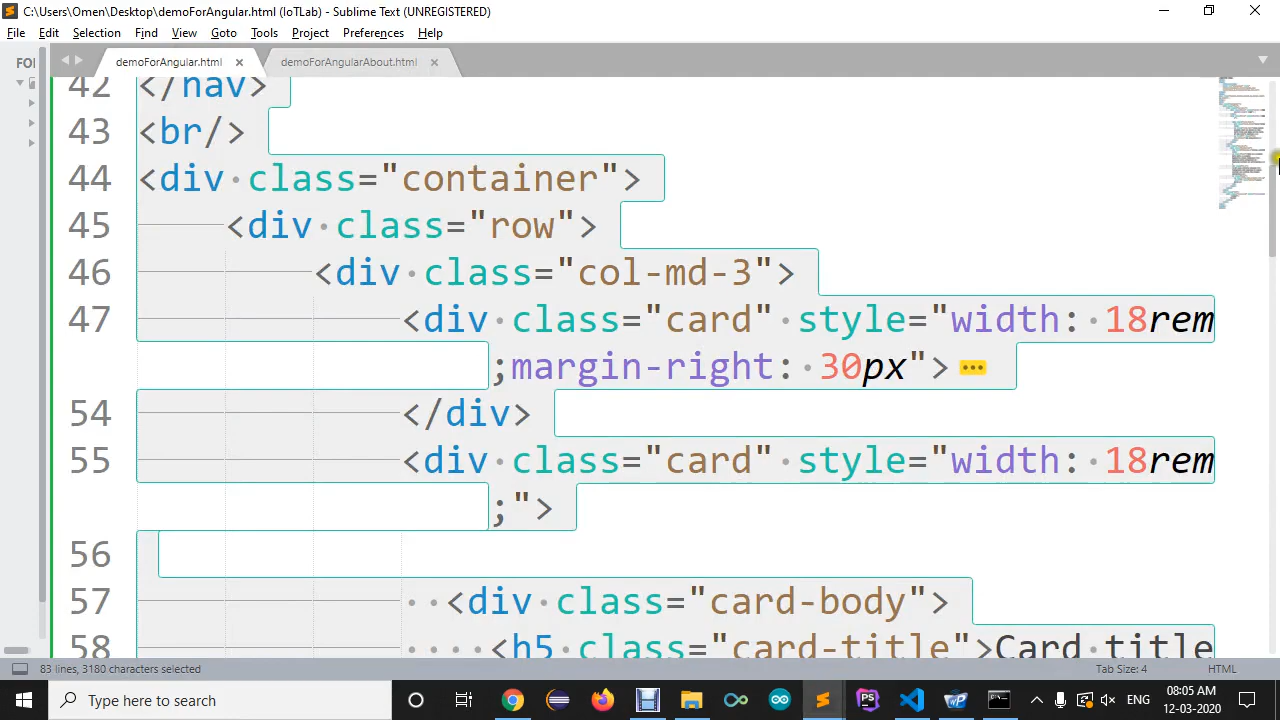 C:\Users\Omen\Desktop\demoForAngular.html (IoTLab) - Sublime Text (UNREGISTERED)
File Edit Selection Find View Goto Tools Project Preferences Help
FOI
demoForAngular.html
demoForAngularAbout.html
42 </nav>
43 <br/>
44 <div class="container">
45 <div class="row">
46 <div class="col-md-3">
47 <div class="card" style="width: 18rem
;margin-right: 30px">
54 </div>
55 <div class="card" style="width: 18rem
;">
56
57 <div class="card-body">
58 <h5 class="card-title">Card title
83 lines, 3180 characters selected
Tab Size: 4
HTML
Type here to search
ENG
08:05 AM
12-03-2020